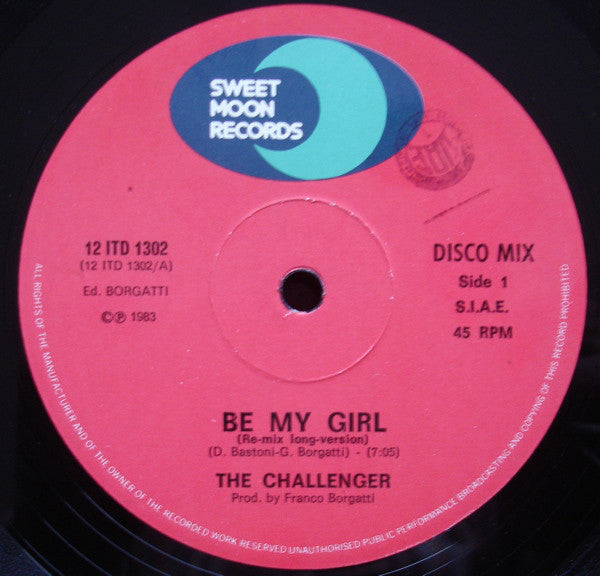 SWEET
MOON
RECORDS
12 ITD 1302
(12 ITD 1302/A)
Ed. BORGATTI
©℗ 1983
DISCO MIX
Side 1
S.I.A.E.
45 RPM
BE MY GIRL
(Re-mix long-version)
(D. Bastoni-G. Borgatti) - (7:05)
THE CHALLENGER
Prod. by Franco Borgatti
ALL RIGHTS OF THE MANUFACTURER AND OF THE OWNER OF THE RECORDED WORK RESERVED UNAUTHORISED PUBLIC PERFORMANCE BROADCASTING AND COPYING OF THIS RECORD PROHIBITED